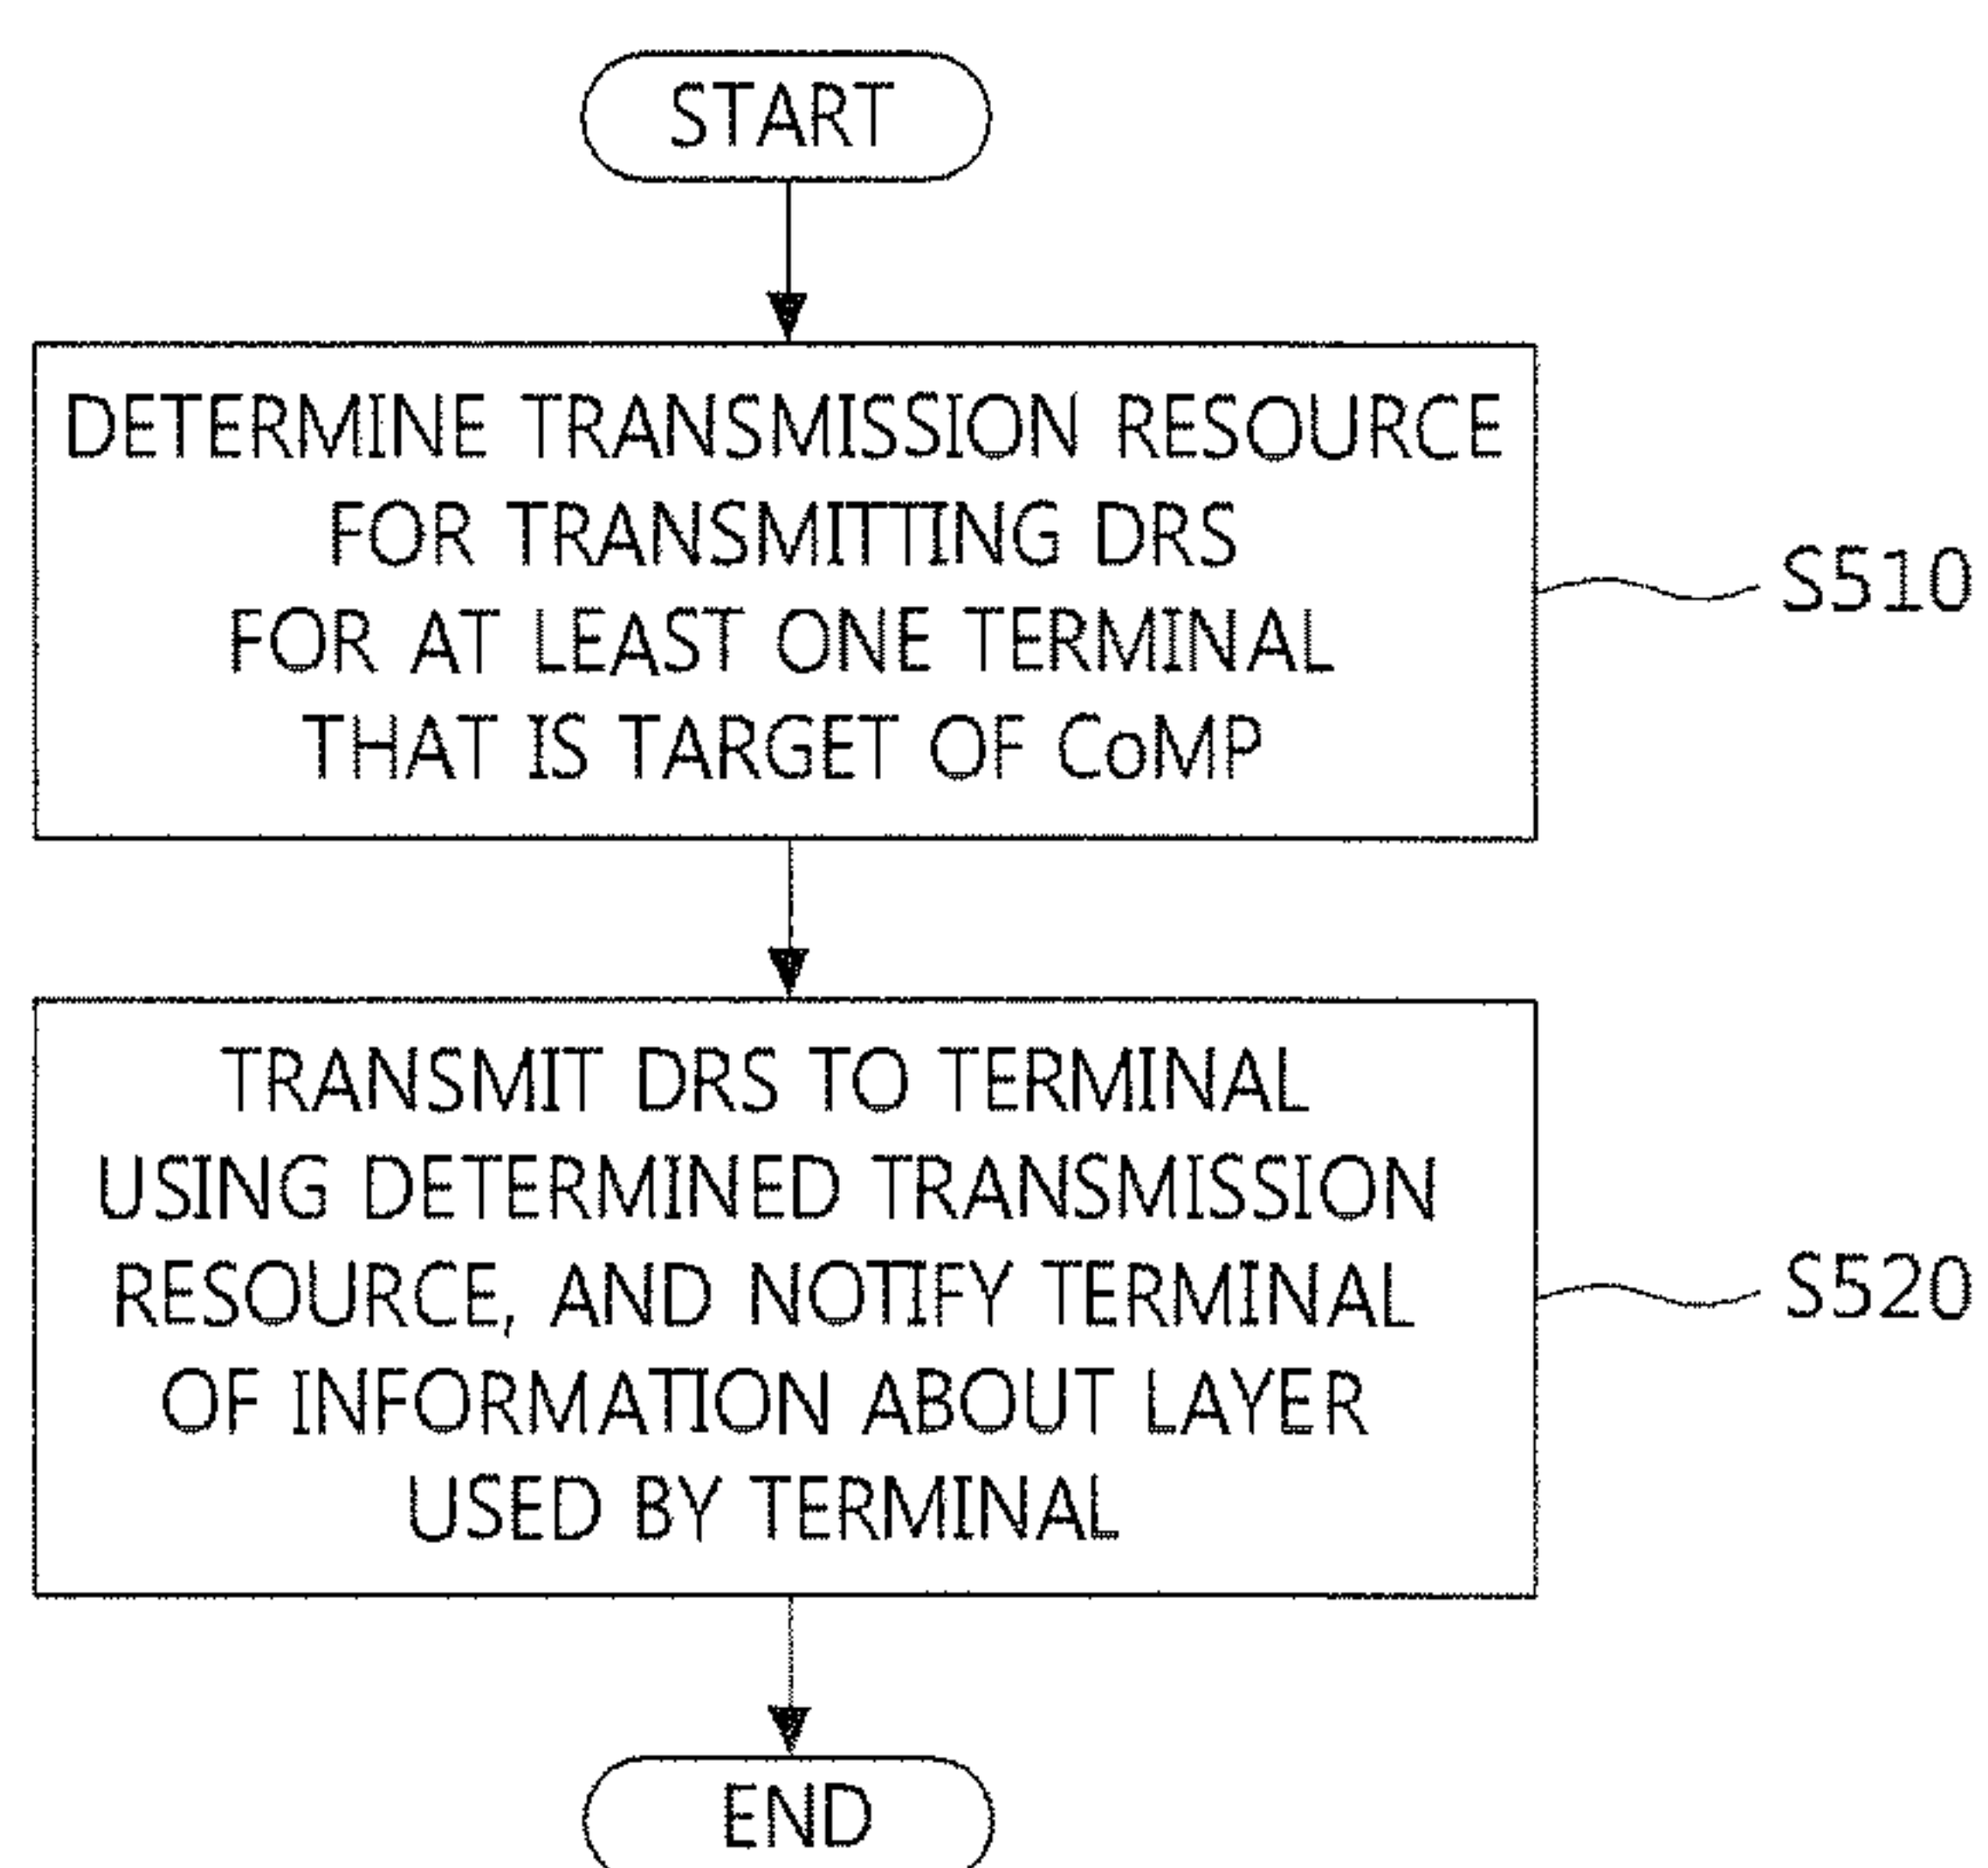 START
DETERMINE TRANSMISSION RESOURCE
FOR TRANSMITTING DRS
FOR AT LEAST ONE TERMINAL
THAT IS TARGET OF CoMP
S510
TRANSMIT DRS TO TERMINAL
USING DETERMINED TRANSMISSION
RESOURCE, AND NOTIFY TERMINAL
OF INFORMATION ABOUT LAYER
USED BY TERMINAL
S520
END